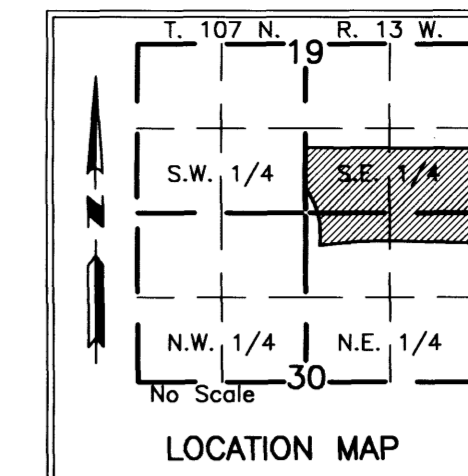 T. 107 N. R. 13 W.
19
S.W. 1/4 S.E. 1/4
N
N.W. 1/4 N.E. 1/4
30
No Scale
LOCATION MAP